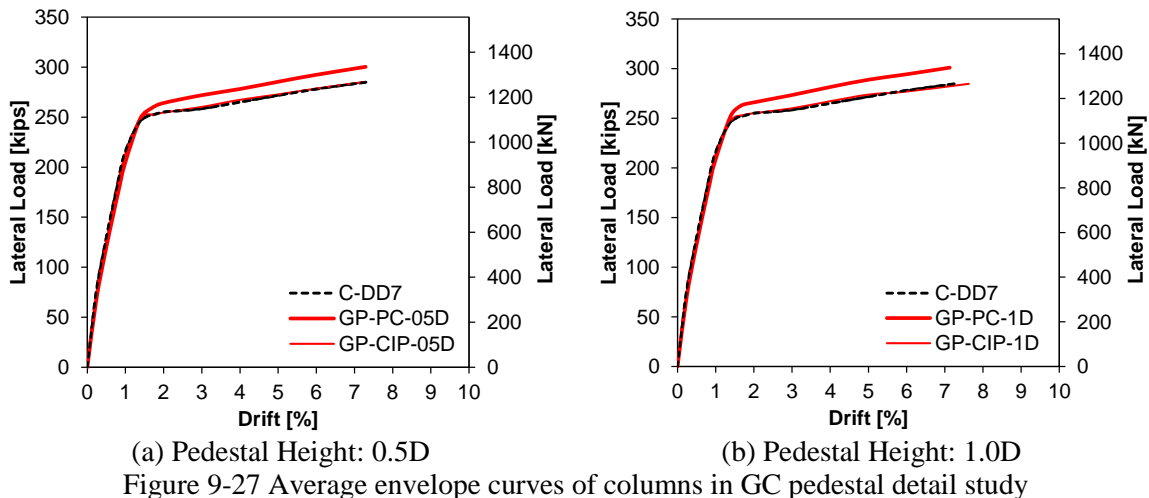 350
300
250
200
150
100
50
0
Lateral Load [kips]
1400
1200
1000
800
600
400
200
0
Lateral Load [kN]
C-DD7
GP-PC-05D
GP-CIP-05D
0 1 2 3 4 5 6 7 8 9 10
Drift [%]
(a) Pedestal Height: 0.5D
350
300
250
200
150
100
50
0
Lateral Load [kips]
1400
1200
1000
800
600
400
200
0
Lateral Load [kN]
C-DD7
GP-PC-1D
GP-CIP-1D
0 1 2 3 4 5 6 7 8 9 10
Drift [%]
(b) Pedestal Height: 1.0D
Figure 9-27 Average envelope curves of columns in GC pedestal detail study